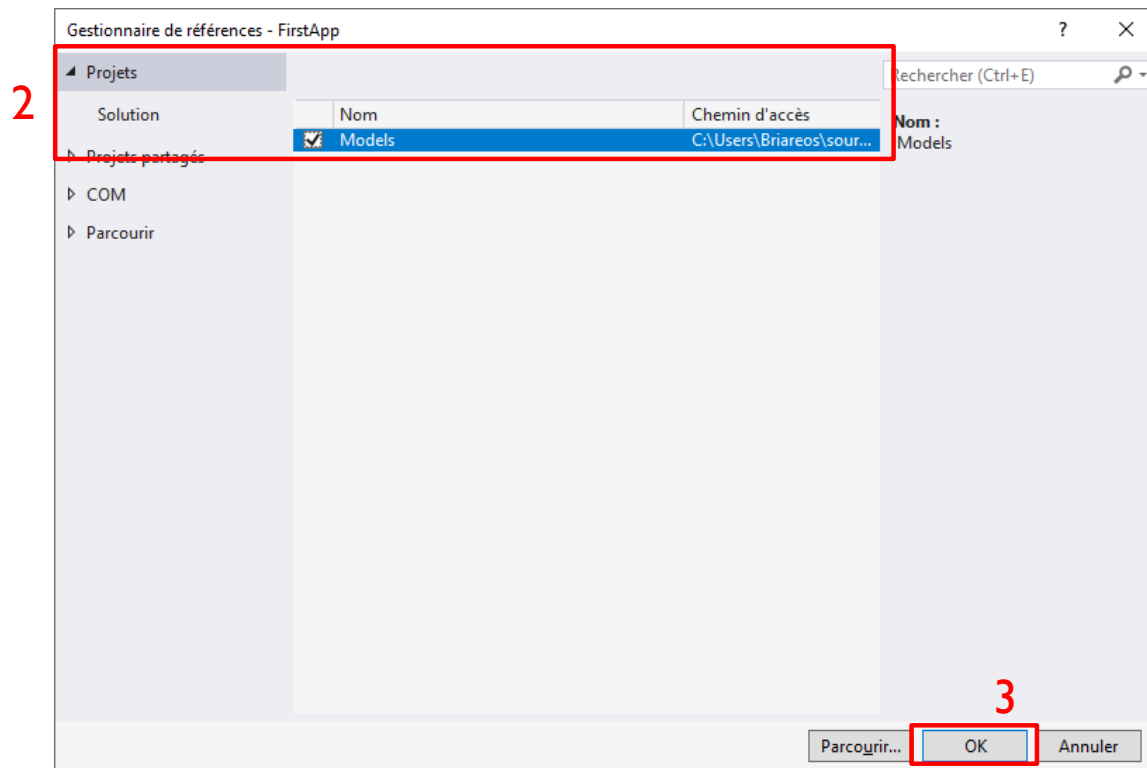 Gestionnaire de références - FirstApp
?
Projets
Rechercher (Ctrl+E)
2
Solution
Nom
Chemin d'accès
Nom :
Models
C:\Users\Briareos\sour...
Models
Projets partagés
COM
Parcourir
3
Parcourir...
OK
Annuler